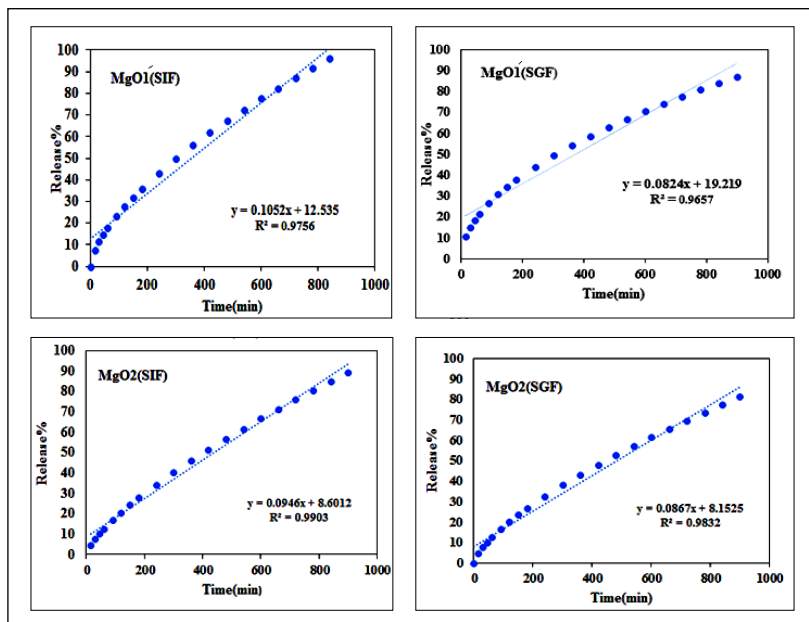 100
90
80
70
60
50
40
30
20
10
0
Release%
MgO1(SIF)
y = 0.1052x + 12.535
R² = 0.9756
0 200 400 600 800 1000
Time(min)
100
90
80
70
60
50
40
30
20
10
0
Release%
MgO1(SGF)
y = 0.0824x + 19.219
R² = 0.9657
0 200 400 600 800 1000
Time(min)
100
90
80
70
60
50
40
30
20
10
0
Release%
MgO2(SIF)
y = 0.0946x + 8.6012
R² = 0.9903
0 200 400 600 800 1000
Time(min)
100
90
80
70
60
50
40
30
20
10
0
Release%
MgO2(SGF)
y = 0.0867x + 8.1525
R² = 0.9832
0 200 400 600 800 1000
Time(min)